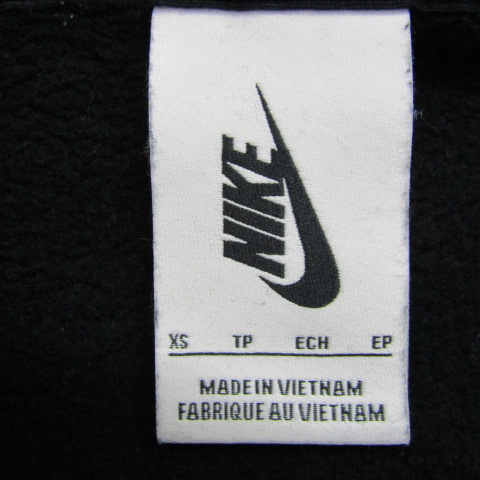 NIKE
XS TP ECH EP
MADE IN VIETNAM
FABRIQUE AU VIETNAM